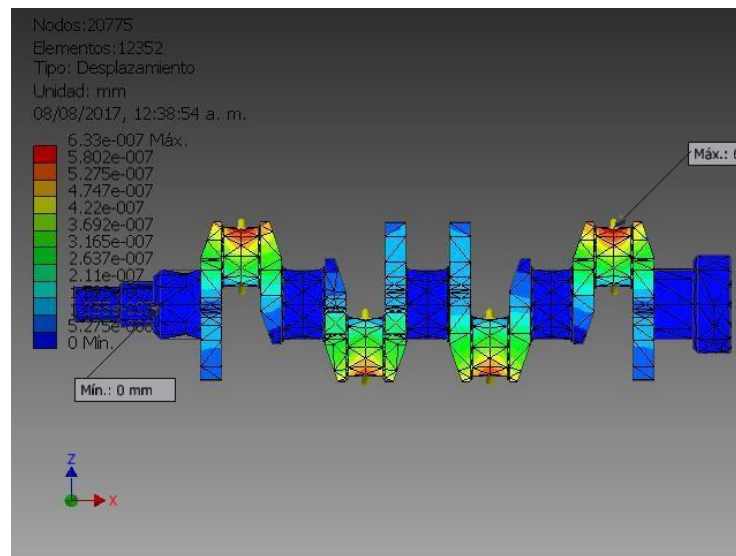 Nodos:20775
Elementos:12352
Tipo: Desplazamiento
Unidad: mm
08/08/2017, 12:38:54 a. m.
6.33e-007 Máx.
5.802e-007
5.275e-007
4.747e-007
4.22e-007
3.692e-007
3.165e-007
2.637e-007
2.11e-007
0 Mín.
Máx.: 6
Mín.: 0 mm
Z
X